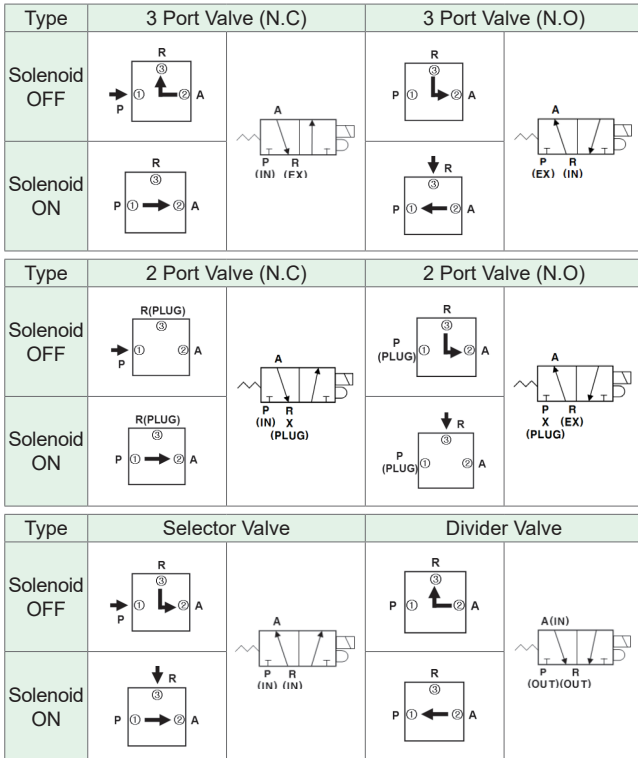 Type 3 Port Valve (N.C) 3 Port Valve (N.O)
Solenoid OFF
R
③
P ① ② A
R
③
P ① ② A
A
P R
(IN) (EX)
A
P R
(EX) (IN)
Solenoid ON
R
③
P ① ② A
R
③
P ① ② A
Type 2 Port Valve (N.C) 2 Port Valve (N.O)
Solenoid OFF
R(PLUG)
③
P ① ② A
R
③
P
(PLUG) ① ② A
A
P R
(IN) X
(PLUG)
A
P R
X (EX)
(PLUG)
Solenoid ON
R(PLUG)
③
P ① ② A
R
③
P
(PLUG) ① ② A
Type Selector Valve Divider Valve
Solenoid OFF
R
③
P ① ② A
R
③
P ① ② A
A
P R
(IN) (IN)
A(IN)
P R
(OUT)(OUT)
Solenoid ON
R
③
P ① ② A
R
③
P ① ② A